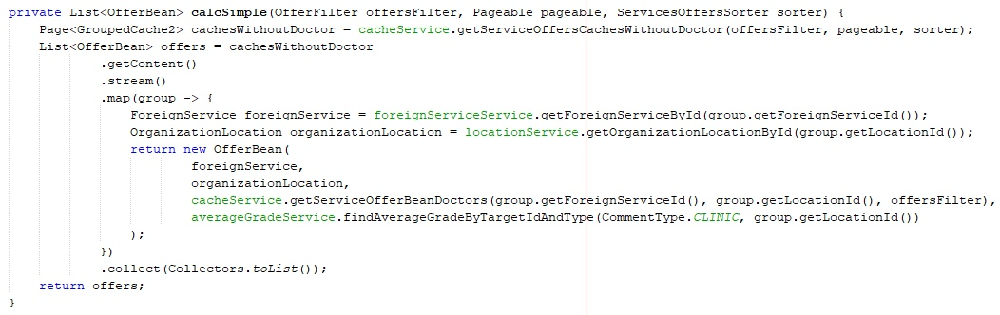 private List<OfferBean> calcSimple(OfferFilter offersFilter, Pageable pageable, ServicesOffersSorter sorter) {
    Page<GroupedCache2> cachesWithoutDoctor = cacheService.getServiceOffersCachesWithoutDoctor(offersFilter, pageable, sorter);
    List<OfferBean> offers = cachesWithoutDoctor
            .getContent()
            .stream()
            .map(group -> {
                ForeignService foreignService = foreignServiceService.getForeignServiceById(group.getForeignServiceId());
                OrganizationLocation organizationLocation = locationService.getOrganizationLocationById(group.getLocationId());
                return new OfferBean(
                        foreignService,
                        organizationLocation,
                        cacheService.getServiceOfferBeanDoctors(group.getForeignServiceId(), group.getLocationId(), offersFilter),
                        averageGradeService.findAverageGradeByTargetIdAndType(CommentType.CLINIC, group.getLocationId())
                );
            })
            .collect(Collectors.toList());
    return offers;
}